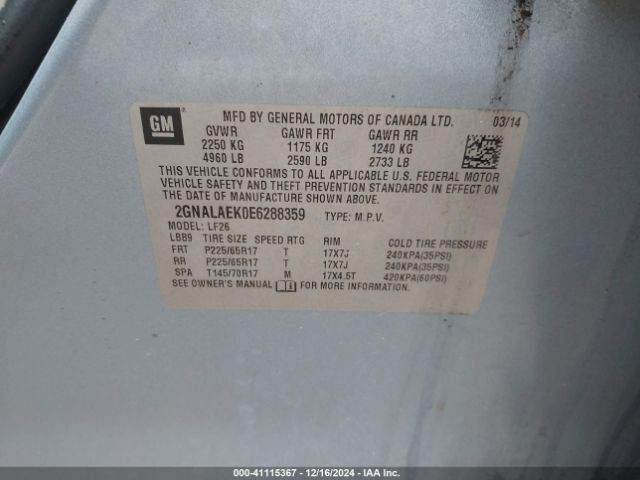 GM
®
MFD BY GENERAL MOTORS OF CANADA LTD. 03/14
GVWR GAWR FRT GAWR RR
2250 KG 1175 KG 1240 KG
4960 LB 2590 LB 2733 LB
THIS VEHICLE CONFORMS TO ALL APPLICABLE U.S. FEDERAL MOTOR
VEHICLE SAFETY AND THEFT PREVENTION STANDARDS IN EFFECT ON
THE DATE OF MANUFACTURE SHOWN ABOVE.
2GNALAEK0E6288359 TYPE: M.P.V.
MODEL: LF26
LBB9 TIRE SIZE SPEED RTG RIM COLD TIRE PRESSURE
FRT P225/65R17 T 17X7J 240KPA(35PSI)
RR P225/65R17 T 17X7J 240KPA(35PSI)
SPA T145/70R17 M 17X4.5T 420KPA(60PSI)
SEE OWNER'S MANUAL FOR MORE INFORMATION.
000-41115367 - 12/16/2024 - IAAI.COM